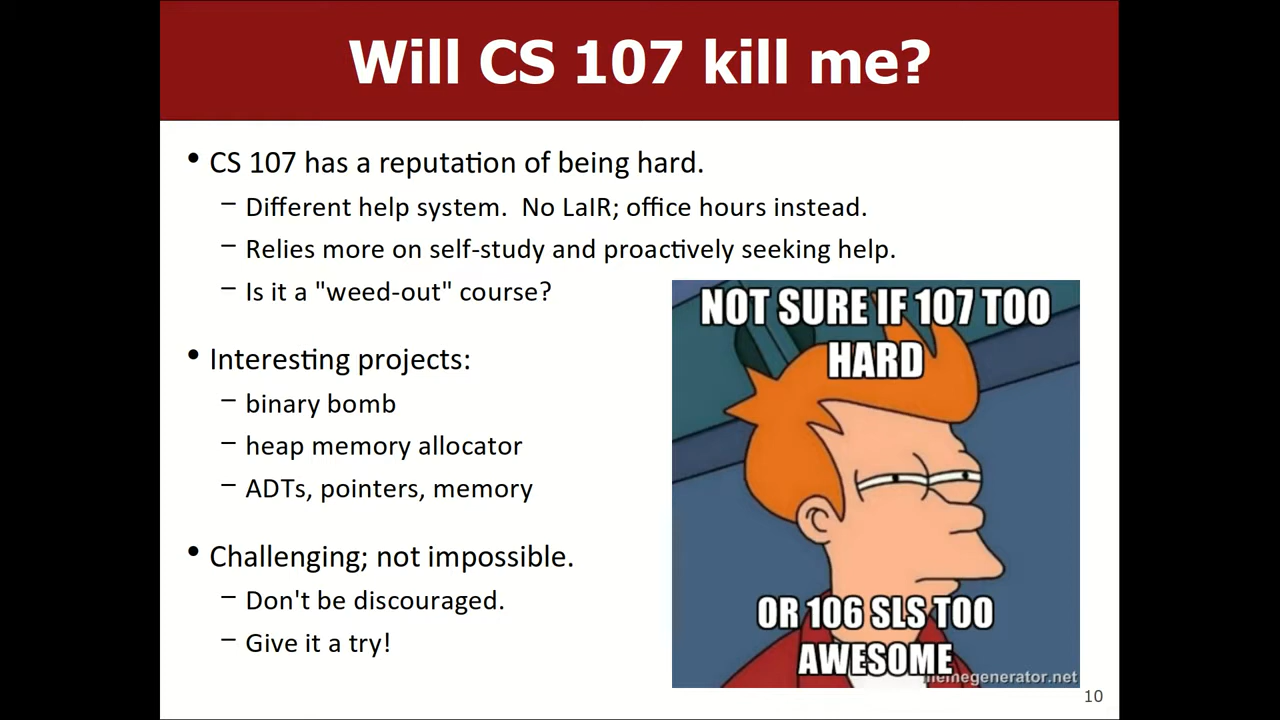 Will CS 107 kill me?
• CS 107 has a reputation of being hard.
– Different help system.  No LaIR; office hours instead.
– Relies more on self-study and proactively seeking help.
– Is it a "weed-out" course?
• Interesting projects:
– binary bomb
– heap memory allocator
– ADTs, pointers, memory
• Challenging; not impossible.
– Don't be discouraged.
– Give it a try!
NOT SURE IF 107 TOO
HARD
OR 106 SLS TOO
AWESOME
memegenerator.net
10